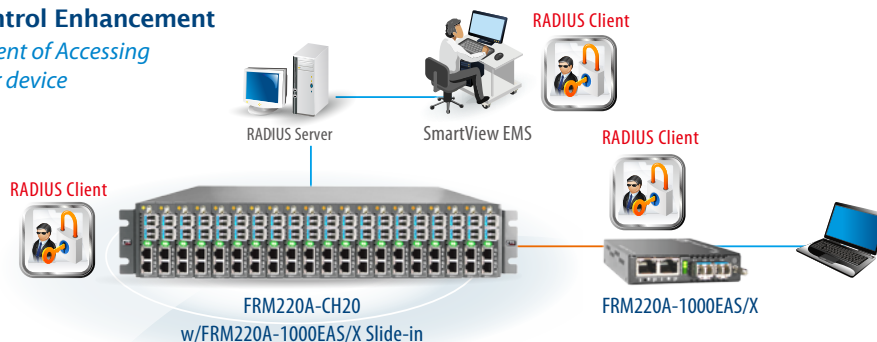 ntrol Enhancement
ent of Accessing
device
RADIUS Client
RADIUS Server
SmartView EMS
RADIUS Client
RADIUS Client
FRM220A-CH20
w/FRM220A-1000EAS/X Slide-in
FRM220A-1000EAS/X